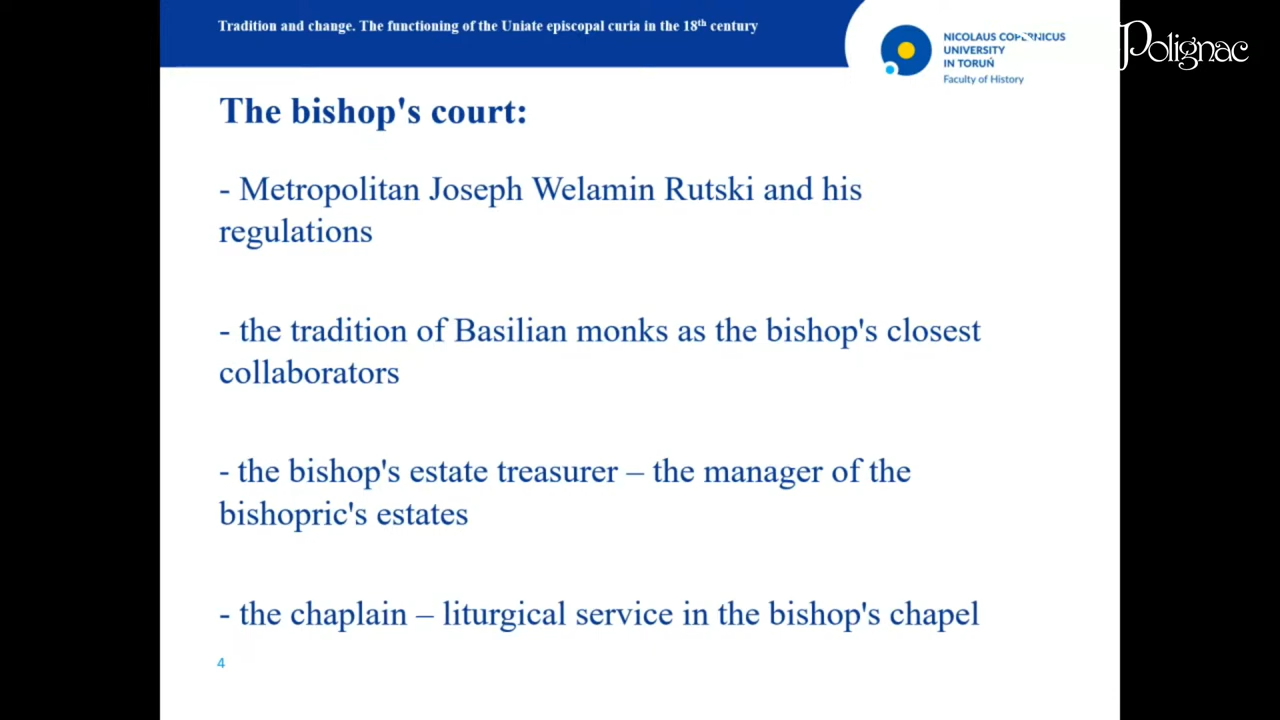 Tradition and change. The functioning of the Uniate episcopal curia in the 18th century
NICOLAUS COPERNICUS
UNIVERSITY
IN TORUŃ
Faculty of History
Polignac
The bishop's court:
- Metropolitan Joseph Welamin Rutski and his
regulations
- the tradition of Basilian monks as the bishop's closest
collaborators
- the bishop's estate treasurer – the manager of the
bishopric's estates
- the chaplain – liturgical service in the bishop's chapel
4